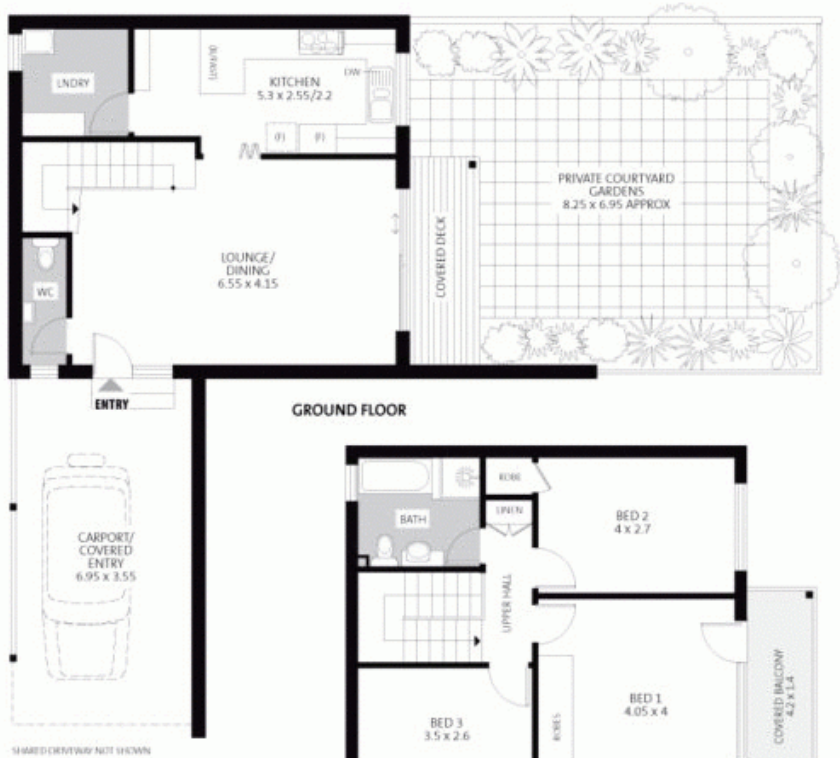 LNDRY
(B/FAST)
KITCHEN
5.3 x 2.55/2.2
DW
(F)
(P)
PRIVATE COURTYARD
GARDENS
8.25 x 6.95 APPROX
COVERED DECK
LOUNGE/
DINING
6.55 x 4.15
WC
ENTRY
GROUND FLOOR
CARPORT/
COVERED
ENTRY
6.95 x 3.55
SHARED DRIVEWAY NOT SHOWN
BATH
ROBE
LINEN
BED 2
4 x 2.7
UPPER HALL
BED 1
4.05 x 4
ROBES
BED 3
3.5 x 2.6
COVERED BALCONY
4.2 x 1.4